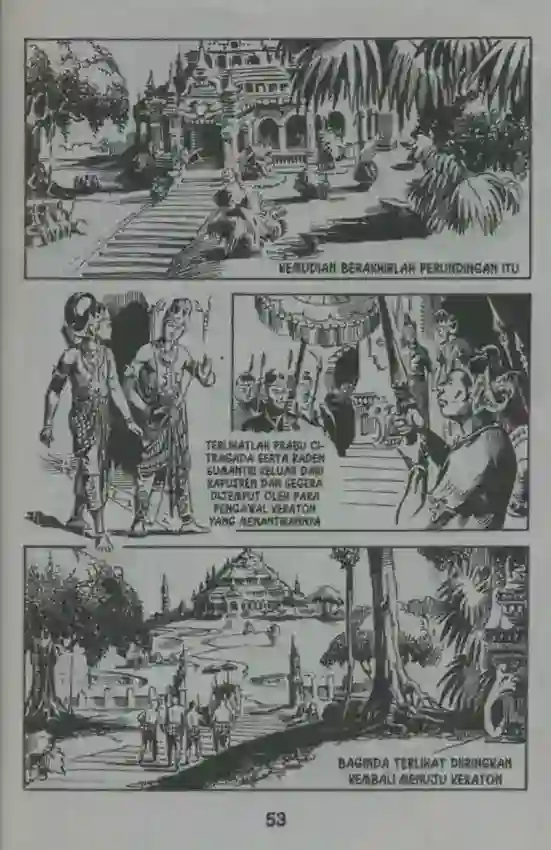 KEMUDIAN BERAKHIRLAH PERUNDINGAN ITU
TERLIHATLAH PRABU CI-
TRAGADA SERTA RADEN
SUMANTRI KELUAR DARI
KAPUTREN DAN SEGERA
DIJEMPUT OLEH PARA
PENGAWAL KERATON
YANG MENANTIKANNYA
BAGINDA TERLIHAT DIIRINGKAN
KEMBALI MENUJU KERATON
53